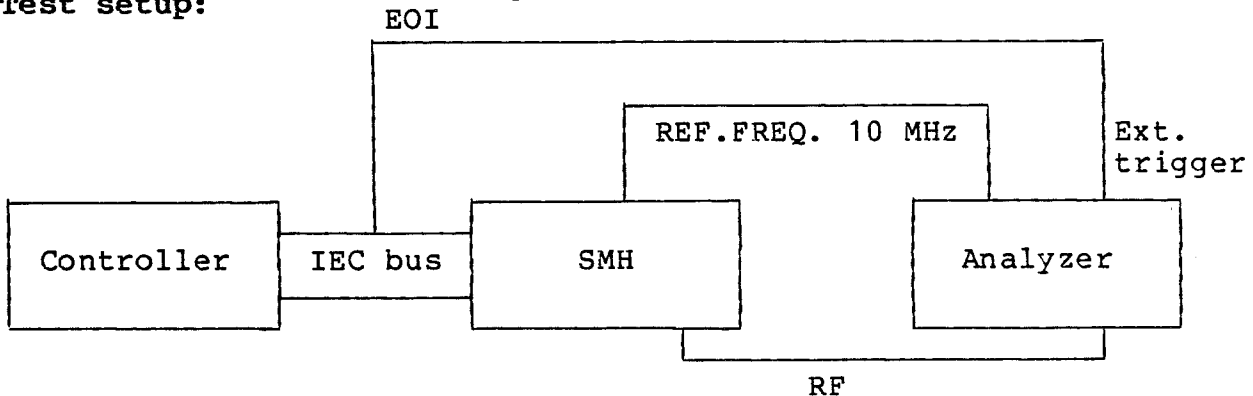 Test setup:
EOI
REF.FREQ. 10 MHz
Ext.
trigger
Controller
IEC bus
SMH
Analyzer
RF